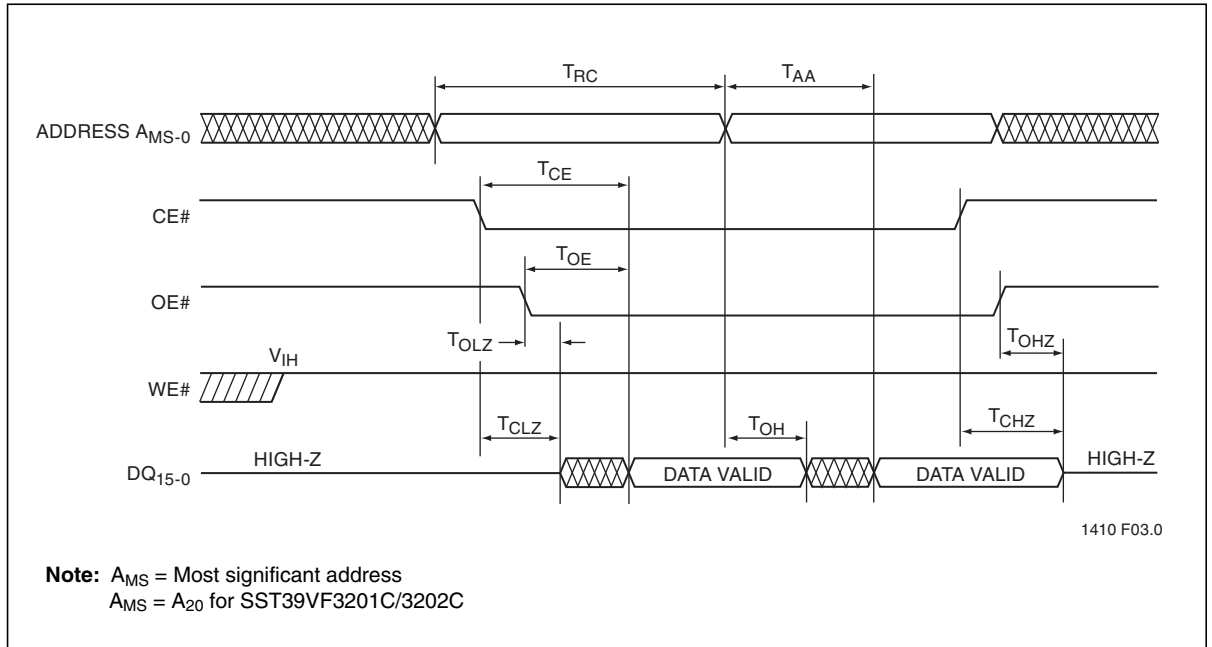 TRC TAA
ADDRESS AMS-0
TCE
CE#
TOE
OE#
TOLZ TOHZ
VIH
WE#
TCLZ TOH TCHZ
HIGH-Z HIGH-Z
DQ15-0 DATA VALID DATA VALID
1410 F03.0
Note: AMS = Most significant address
AMS = A20 for SST39VF3201C/3202C